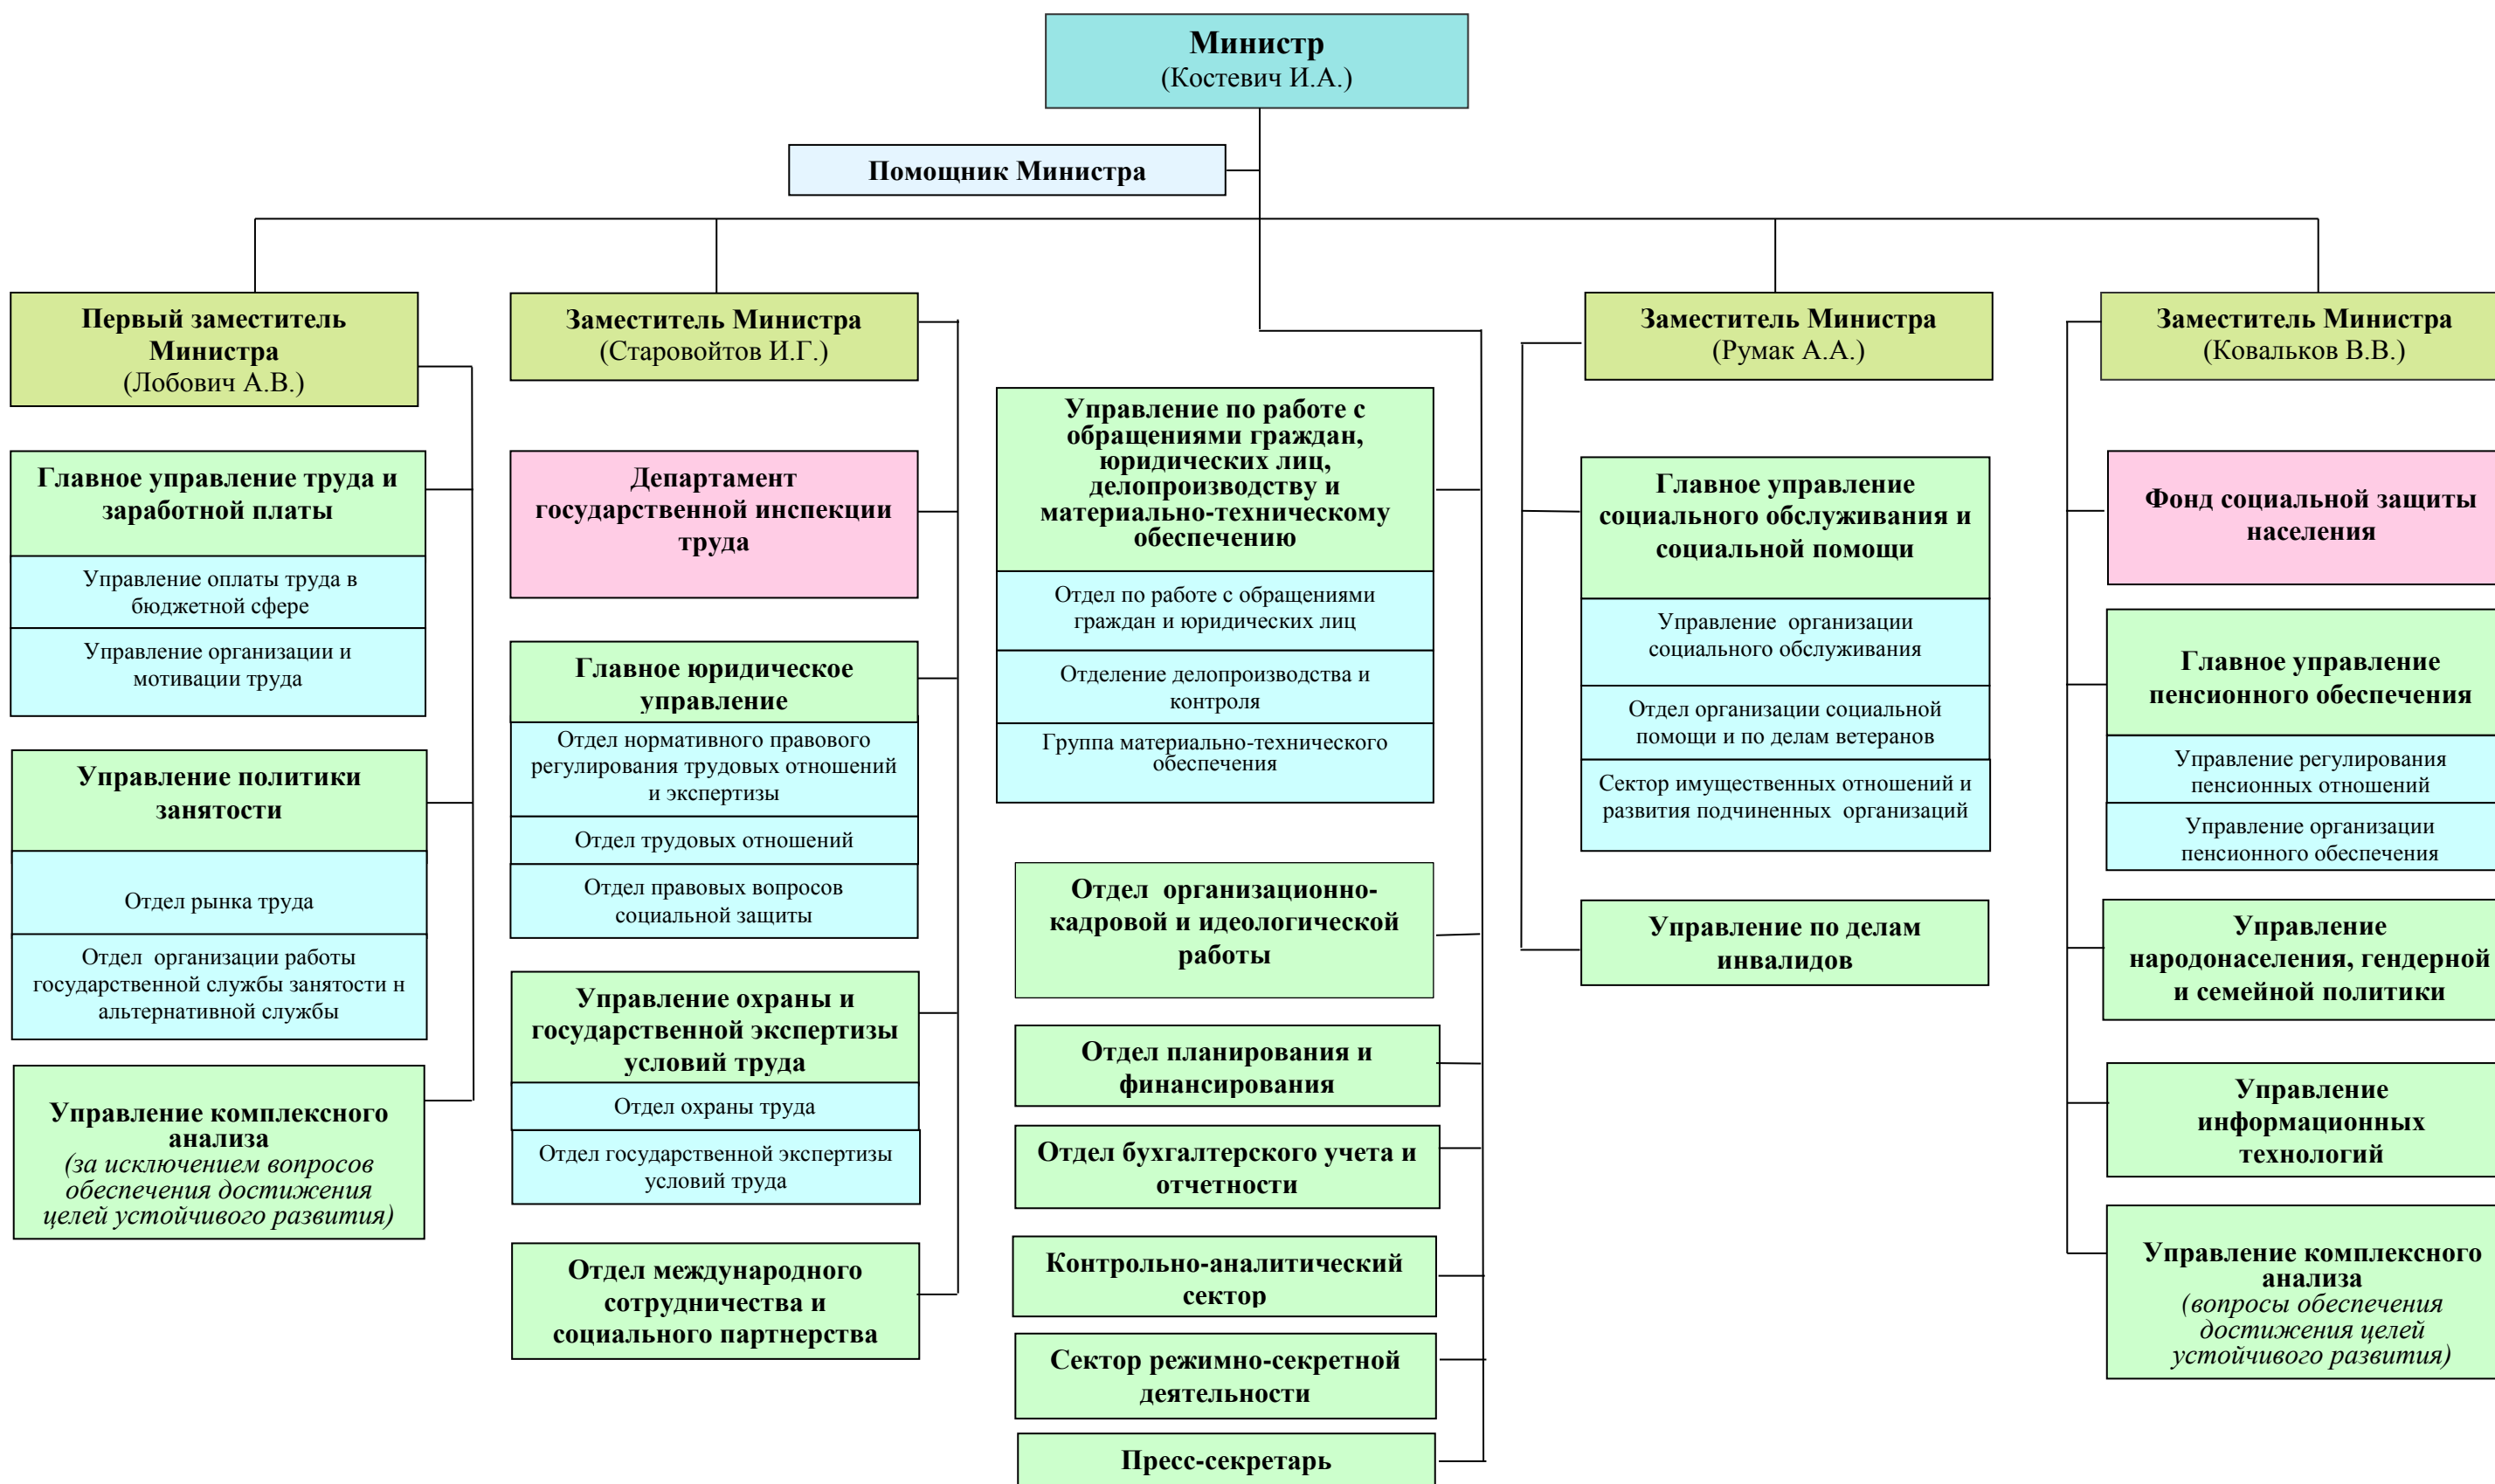 Министр
(Костевич И.А.)
Помощник Министра
Первый заместитель
Министра
(Лобович А.В.)
Главное управление труда и
заработной платы
Управление оплаты труда в
бюджетной сфере
Управление организации и
мотивации труда
Управление политики
занятости
Отдел рынка труда
Отдел организации работы
государственной службы занятости н
альтернативной службы
Управление комплексного
анализа
(за исключением вопросов
обеспечения достижения
целей устойчивого развития)
Заместитель Министра
(Старовойтов И.Г.)
Департамент
государственной инспекции
труда
Главное юридическое
управление
Отдел нормативного правового
регулирования трудовых отношений
и экспертизы
Отдел трудовых отношений
Отдел правовых вопросов
социальной защиты
Управление охраны и
государственной экспертизы
условий труда
Отдел охраны труда
Отдел государственной экспертизы
условий труда
Отдел международного
сотрудничества и
социального партнерства
Управление по работе с
обращениями граждан,
юридических лиц,
делопроизводству и
материально-техническому
обеспечению
Отдел по работе с обращениями
граждан и юридических лиц
Отделение делопроизводства и
контроля
Группа материально-технического
обеспечения
Отдел организационно-
кадровой и идеологической
работы
Отдел планирования и
финансирования
Отдел бухгалтерского учета и
отчетности
Контрольно-аналитический
сектор
Сектор режимно-секретной
деятельности
Пресс-секретарь
Заместитель Министра
(Румак А.А.)
Главное управление
социального обслуживания и
социальной помощи
Управление организации
социального обслуживания
Отдел организации социальной
помощи и по делам ветеранов
Сектор имущественных отношений и
развития подчиненных организаций
Управление по делам
инвалидов
Заместитель Министра
(Ковальков В.В.)
Фонд социальной защиты
населения
Главное управление
пенсионного обеспечения
Управление регулирования
пенсионных отношений
Управление организации
пенсионного обеспечения
Управление
народонаселения, гендерной
и семейной политики
Управление
информационных
технологий
Управление комплексного
анализа
(вопросы обеспечения
достижения целей
устойчивого развития)